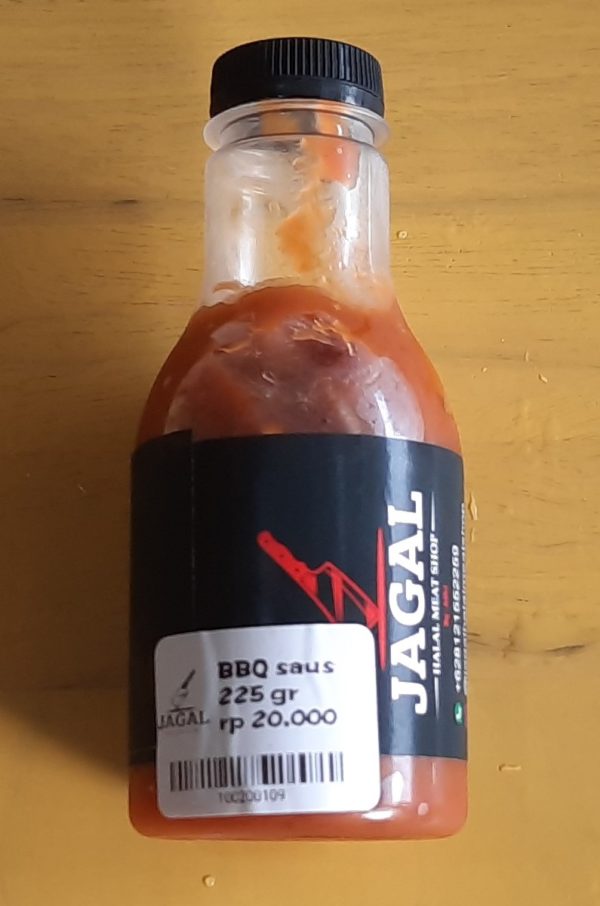 JAGAL
HALAL MEAT SHOP
JAGAL
BBQ saus
225 gr
rp 20.000
100200109